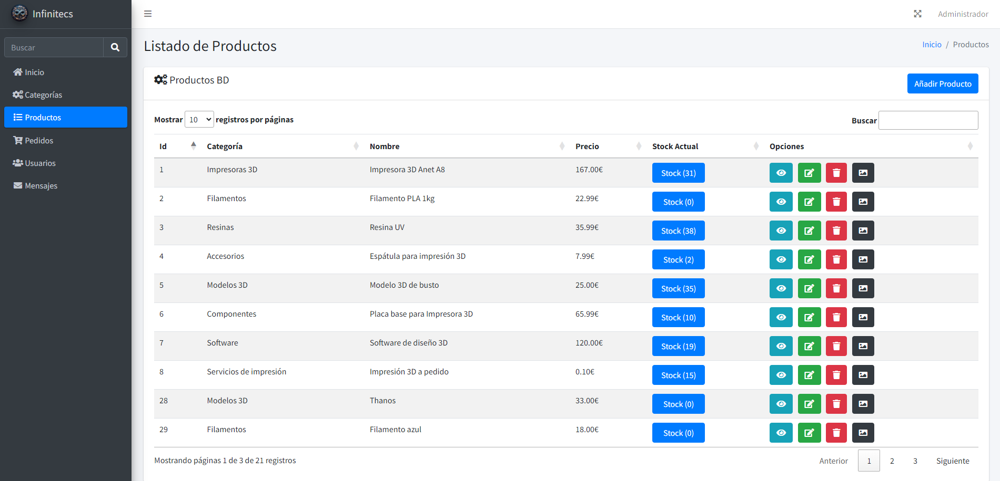 Infinitecs
Administrador
Buscar
Inicio
Categorías
Productos
Pedidos
Usuarios
Mensajes
Listado de Productos
Inicio / Productos
Productos BD
Añadir Producto
Mostrar 10 registros por páginas
Buscar
Id Categoría Nombre Precio Stock Actual Opciones
1 Impresoras 3D Impresora 3D Anet A8 167.00€ Stock (31)
2 Filamentos Filamento PLA 1kg 22.99€ Stock (0)
3 Resinas Resina UV 35.99€ Stock (38)
4 Accesorios Espátula para impresión 3D 7.99€ Stock (2)
5 Modelos 3D Modelo 3D de busto 25.00€ Stock (35)
6 Componentes Placa base para Impresora 3D 65.99€ Stock (10)
7 Software Software de diseño 3D 120.00€ Stock (19)
8 Servicios de impresión Impresión 3D a pedido 0.10€ Stock (15)
28 Modelos 3D Thanos 33.00€ Stock (0)
29 Filamentos Filamento azul 18.00€ Stock (0)
Mostrando páginas 1 de 3 de 21 registros
Anterior 1 2 3 Siguiente